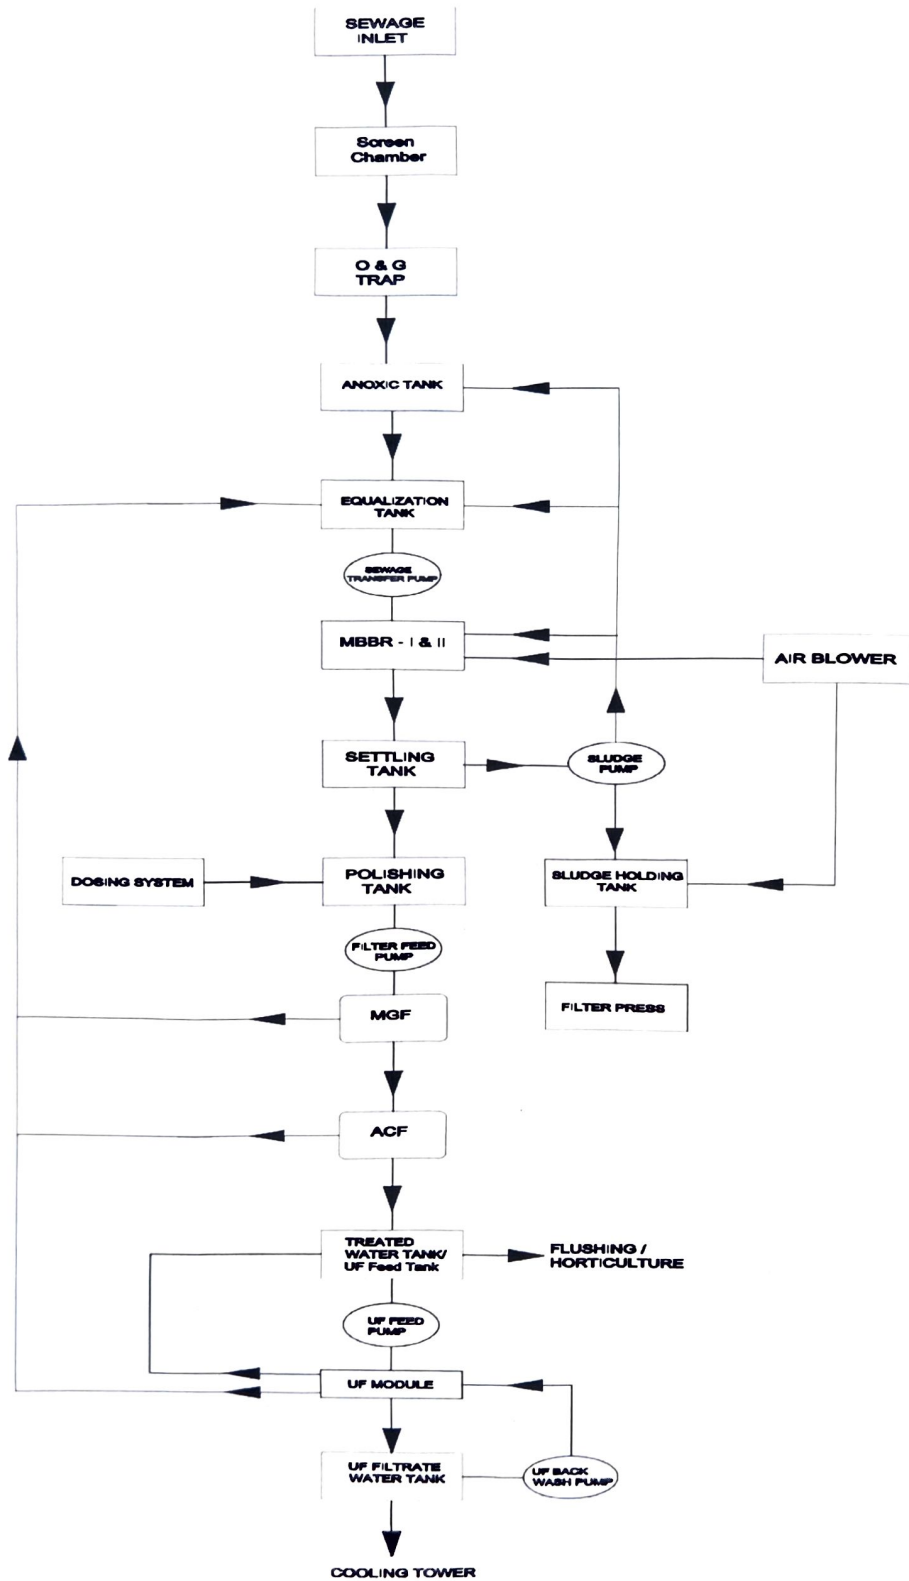 SEWAGE
INLET
Screen
Chamber
O & G
TRAP
ANOXIC TANK
EQUALIZATION
TANK
SEWAGE
TRANSFER PUMP
MBBR - I & II
AIR BLOWER
SETTLING
TANK
SLUDGE
PUMP
DOSING SYSTEM
POLISHING
TANK
SLUDGE HOLDING
TANK
FILTER FEED
PUMP
MGF
FILTER PRESS
ACF
TREATED
WATER TANK/
UF Feed Tank
FLUSHING /
HORTICULTURE
UF FEED
PUMP
UF MODULE
UF FILTRATE
WATER TANK
UF BACK
WASH PUMP
COOLING TOWER